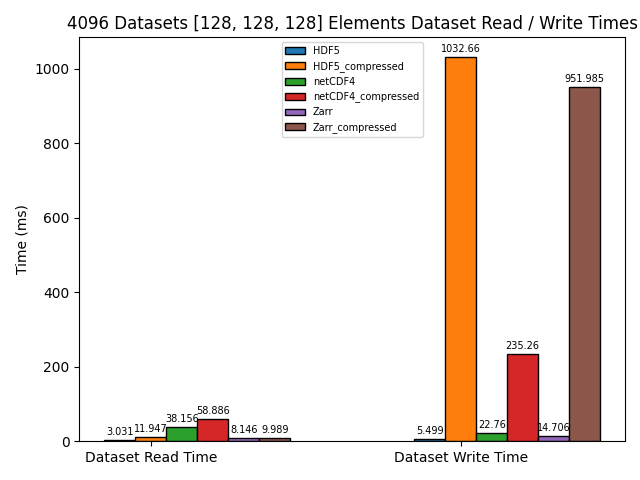 4096 Datasets [128, 128, 128] Elements Dataset Read / Write Times
HDF5
HDF5_compressed
netCDF4
netCDF4_compressed
Zarr
Zarr_compressed
Time (ms)
1000
800
600
400
200
0
3.031
11.947
38.156
58.886
8.146
9.989
5.499
1032.66
22.76
235.26
14.706
951.985
Dataset Read Time
Dataset Write Time